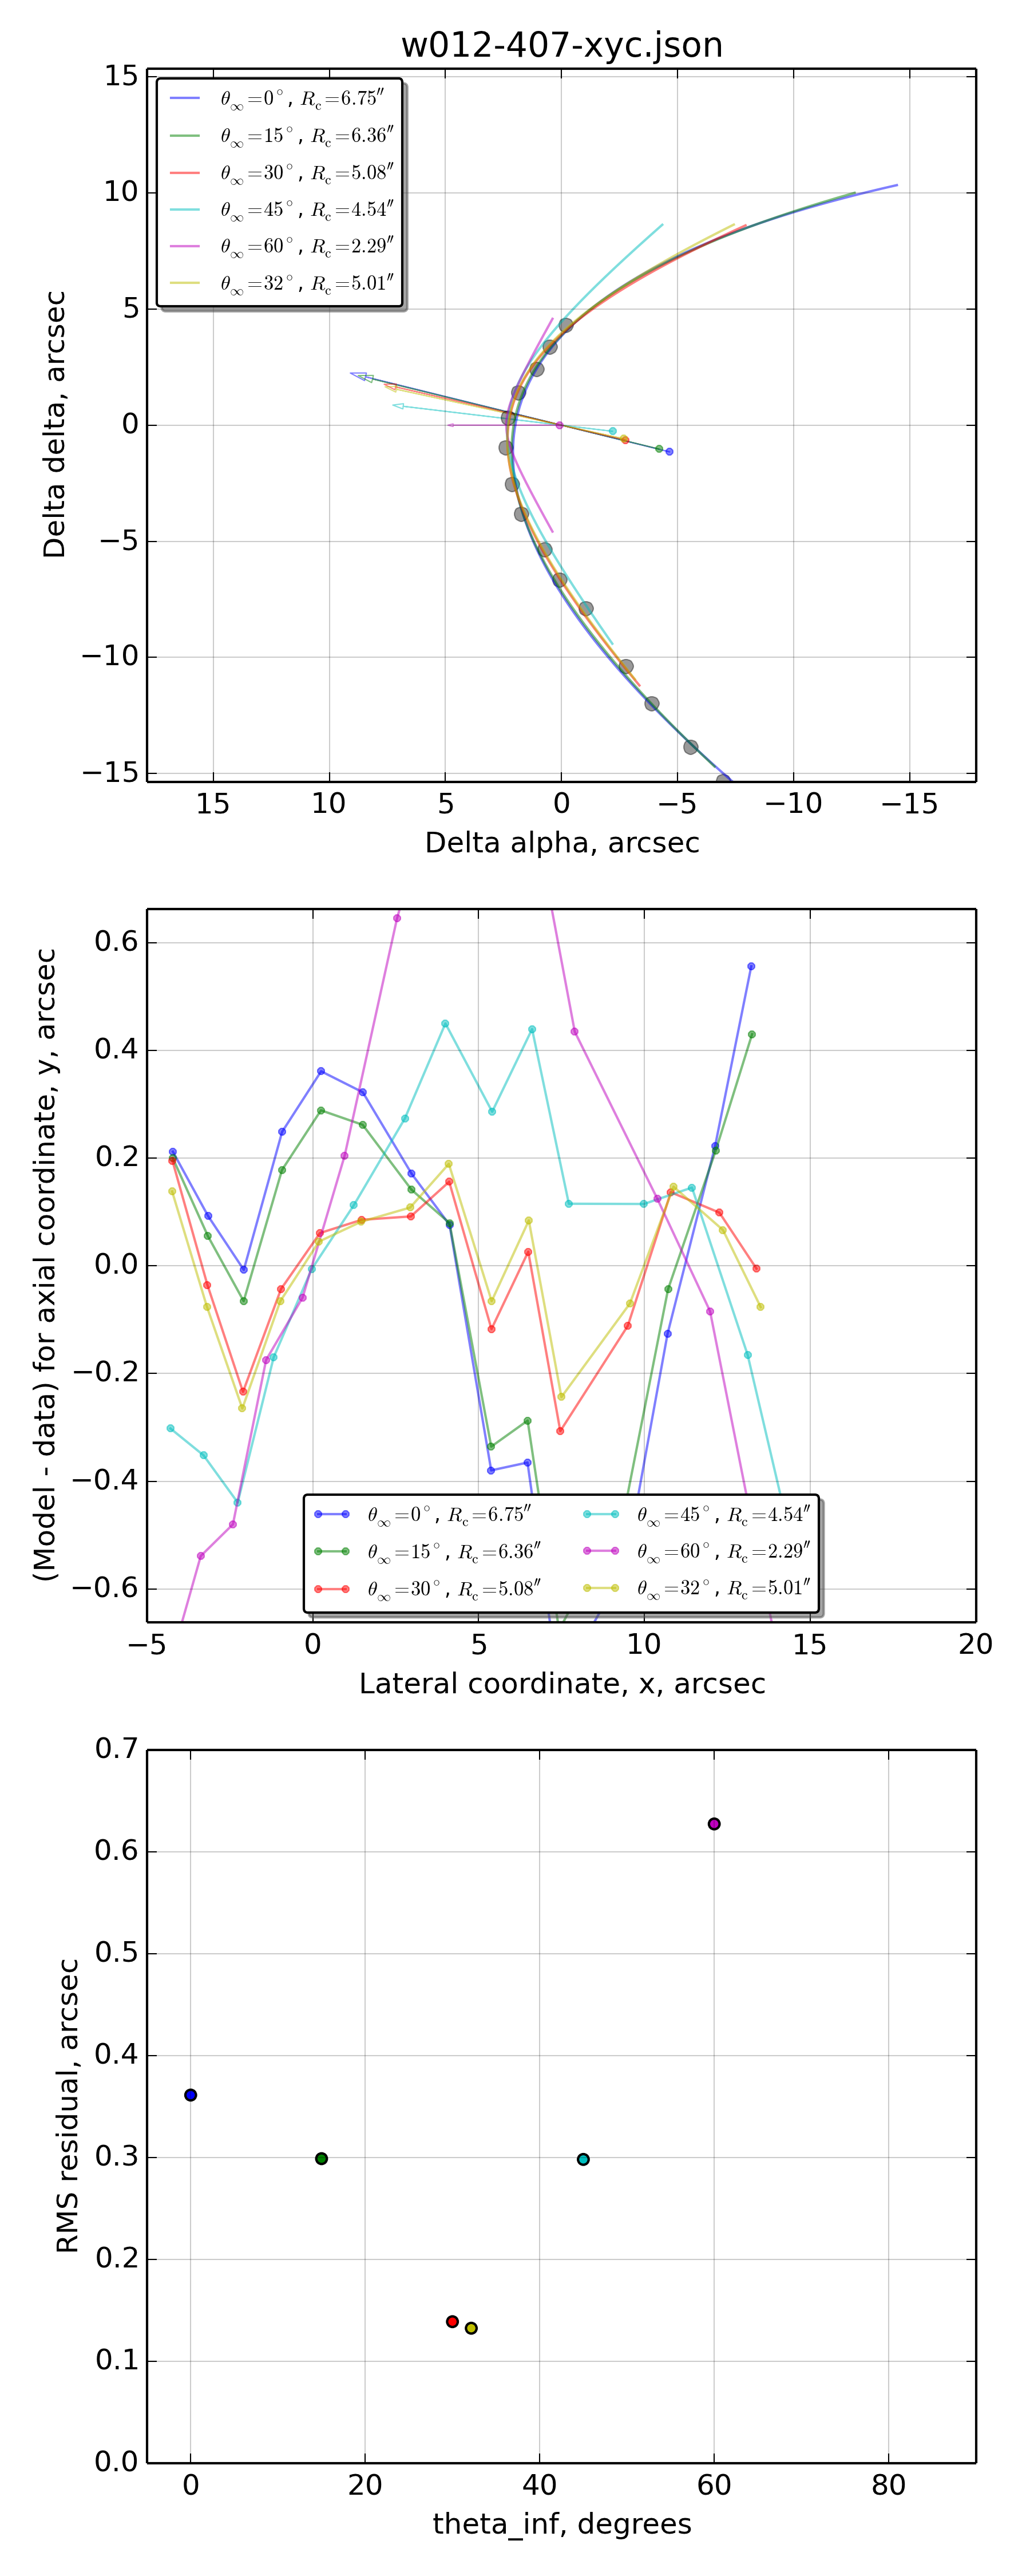 w012-407-xyc.json
θ∞=0°, Rc=6.75″
θ∞=15°, Rc=6.36″
θ∞=30°, Rc=5.08″
θ∞=45°, Rc=4.54″
θ∞=60°, Rc=2.29″
θ∞=32°, Rc=5.01″
15
10
5
0
−5
−10
−15
Delta delta, arcsec
15 10 5 0 −5 −10 −15
Delta alpha, arcsec
0.6
0.4
0.2
0.0
−0.2
−0.4
−0.6
(Model - data) for axial coordinate, y, arcsec
θ∞=0°, Rc=6.75″ θ∞=45°, Rc=4.54″
θ∞=15°, Rc=6.36″ θ∞=60°, Rc=2.29″
θ∞=30°, Rc=5.08″ θ∞=32°, Rc=5.01″
−5 0 5 10 15 20
Lateral coordinate, x, arcsec
0.7
0.6
0.5
0.4
0.3
0.2
0.1
0.0
RMS residual, arcsec
0 20 40 60 80
theta_inf, degrees